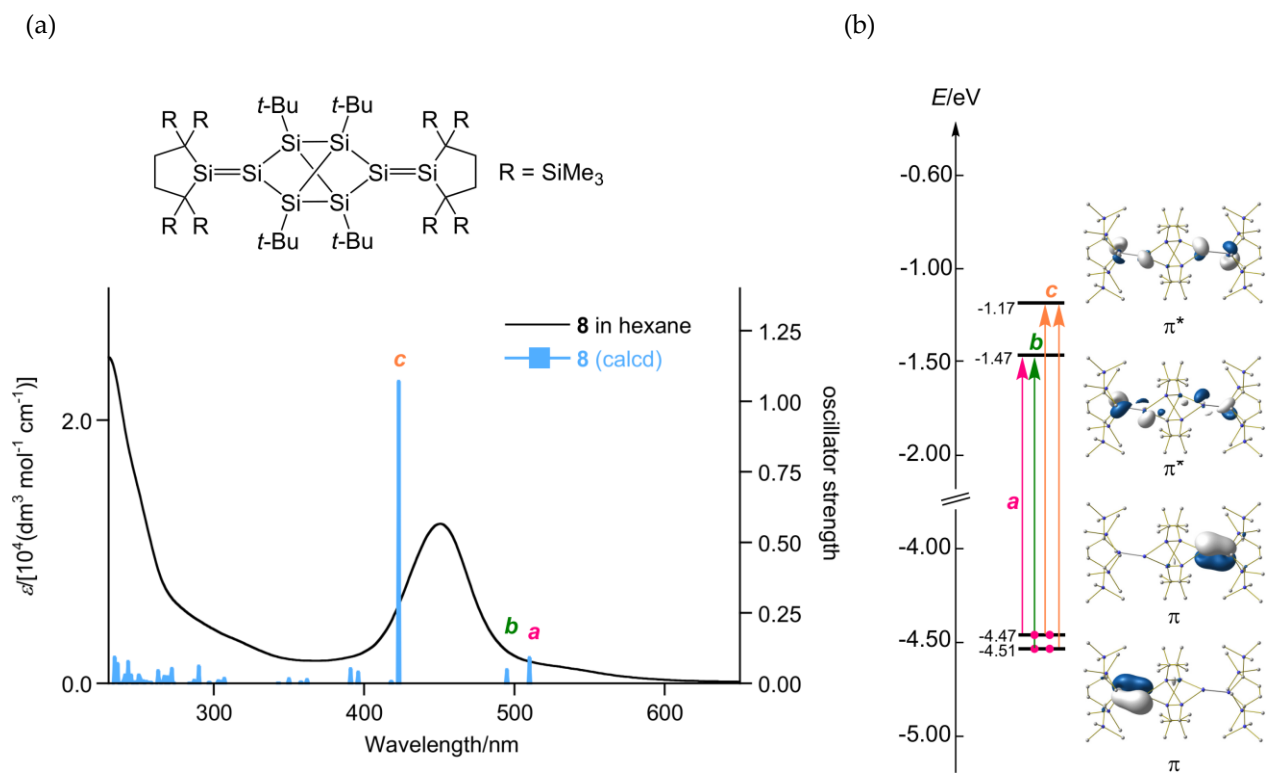 (a)
(b)
t-Bu t-Bu
R R R R
Si Si
Si=Si Si=Si R = SiMe3
Si Si
R R R R
t-Bu t-Bu
8 in hexane
8 (calcd)
c
b
a
ε/[10⁴(dm³ mol⁻¹ cm⁻¹)]
2.0
0.0
300
400
500
600
Wavelength/nm
1.25
1.00
0.75
0.50
0.25
0.00
oscillator strength
E/eV
-0.60
-1.00
-1.50
-2.00
-4.00
-4.50
-5.00
c
-1.17
b
-1.47
a
-4.47
-4.51
π*
π*
π
π